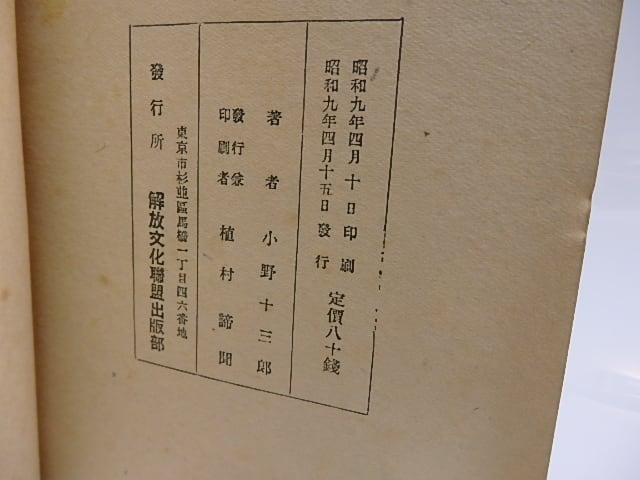 昭和九年四月十日印刷
昭和九年四月十五日發行
定價八十錢
著者 小野十三郎
發行兼印刷者 植村諦聞
東京市杉並區馬橋一丁目四六番地
發行所 解放文化聯盟出版部